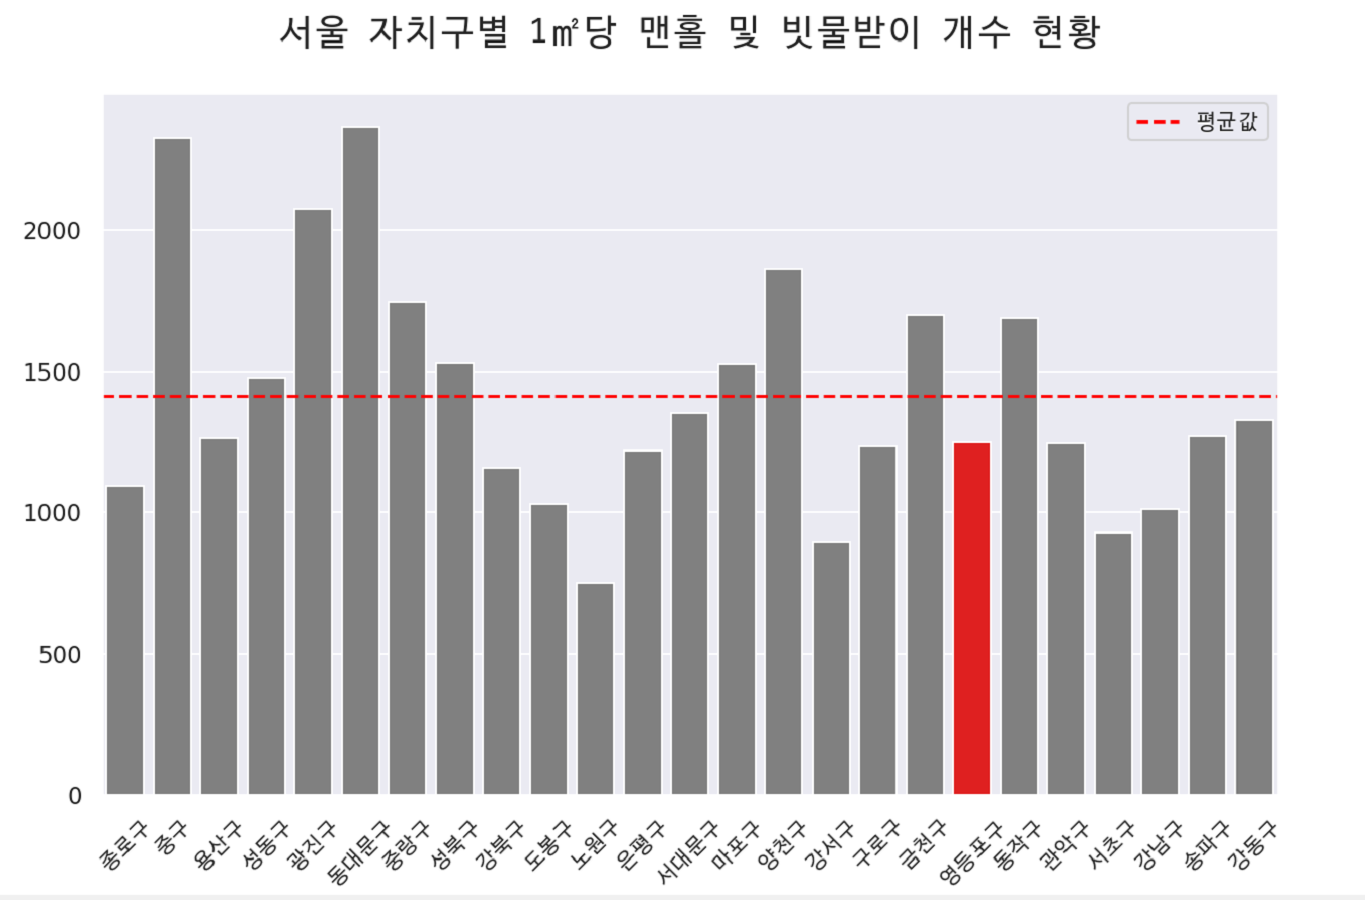 서울 자치구별 1㎡당 맨홀 및 빗물받이 개수 현황
평균값
2000
1500
1000
500
0
종로구
중구
용산구
성동구
광진구
동대문구
중랑구
성북구
강북구
도봉구
노원구
은평구
서대문구
마포구
양천구
강서구
구로구
금천구
영등포구
동작구
관악구
서초구
강남구
송파구
강동구